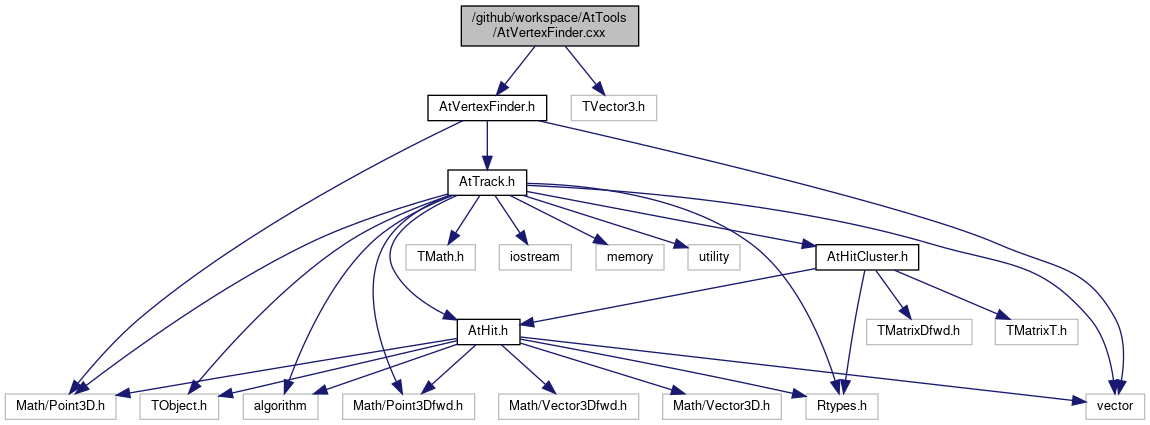 /github/workspace/AtTools
/AtVertexFinder.cxx
AtVertexFinder.h
TVector3.h
AtTrack.h
TMath.h
iostream
memory
utility
AtHitCluster.h
AtHit.h
TMatrixDfwd.h
TMatrixT.h
Math/Point3D.h
TObject.h
algorithm
Math/Point3Dfwd.h
Math/Vector3Dfwd.h
Math/Vector3D.h
Rtypes.h
vector